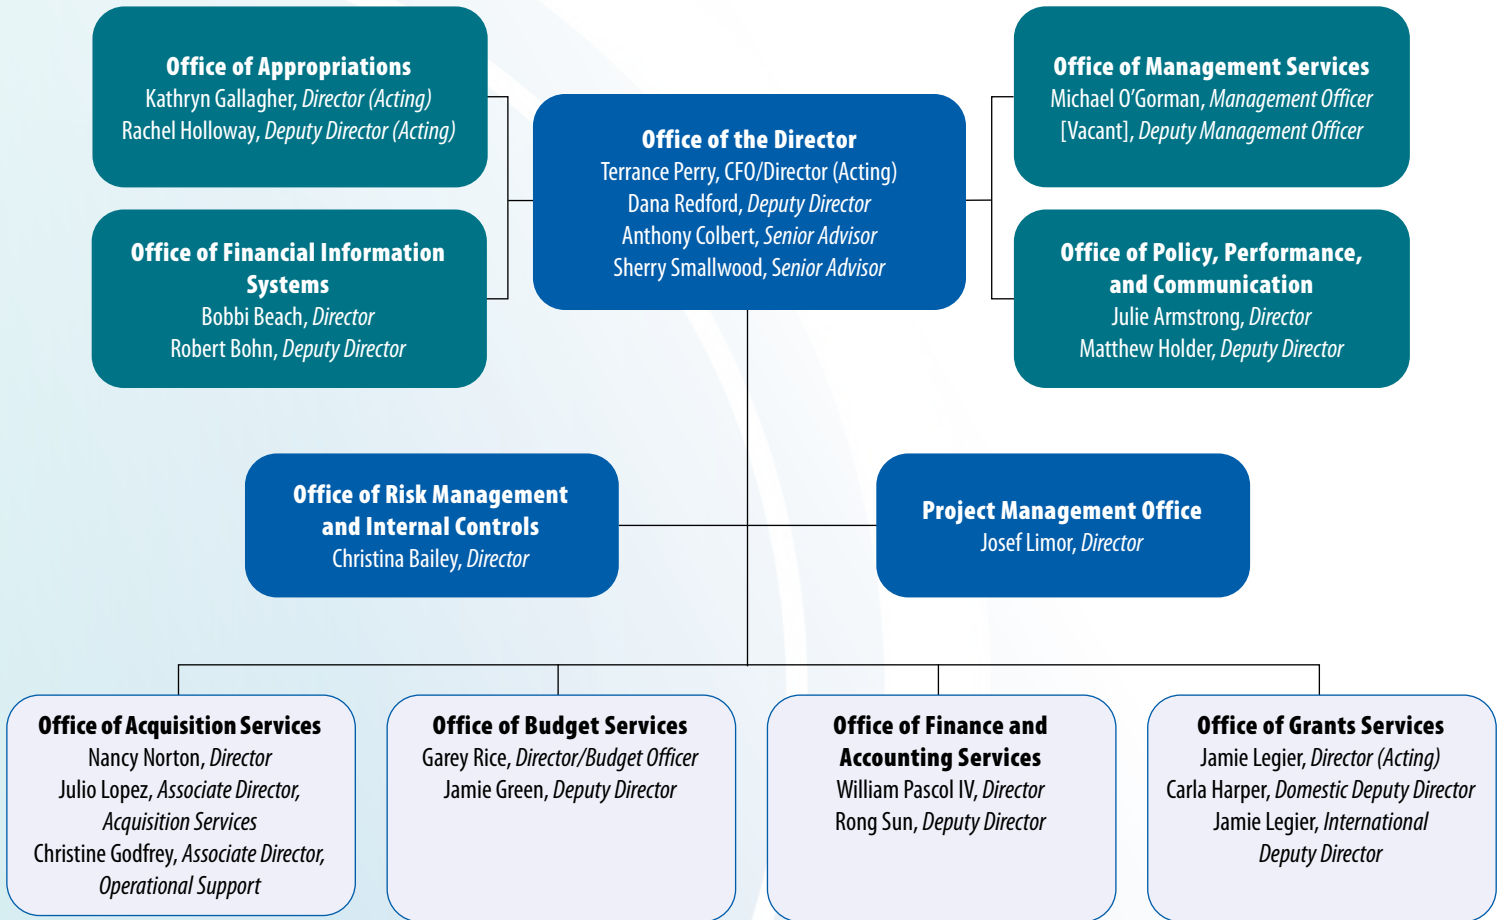 Office of Appropriations
Kathryn Gallagher, Director (Acting)
Rachel Holloway, Deputy Director (Acting)
Office of Management Services
Michael O’Gorman, Management Officer
[Vacant], Deputy Management Officer
Office of the Director
Terrance Perry, CFO/Director (Acting)
Dana Redford, Deputy Director
Anthony Colbert, Senior Advisor
Sherry Smallwood, Senior Advisor
Office of Financial Information
Systems
Bobbi Beach, Director
Robert Bohn, Deputy Director
Office of Policy, Performance,
and Communication
Julie Armstrong, Director
Matthew Holder, Deputy Director
Office of Risk Management
and Internal Controls
Christina Bailey, Director
Project Management Office
Josef Limor, Director
Office of Acquisition Services
Nancy Norton, Director
Julio Lopez, Associate Director,
Acquisition Services
Christine Godfrey, Associate Director,
Operational Support
Office of Budget Services
Garey Rice, Director/Budget Officer
Jamie Green, Deputy Director
Office of Finance and
Accounting Services
William Pascol IV, Director
Rong Sun, Deputy Director
Office of Grants Services
Jamie Legier, Director (Acting)
Carla Harper, Domestic Deputy Director
Jamie Legier, International
Deputy Director